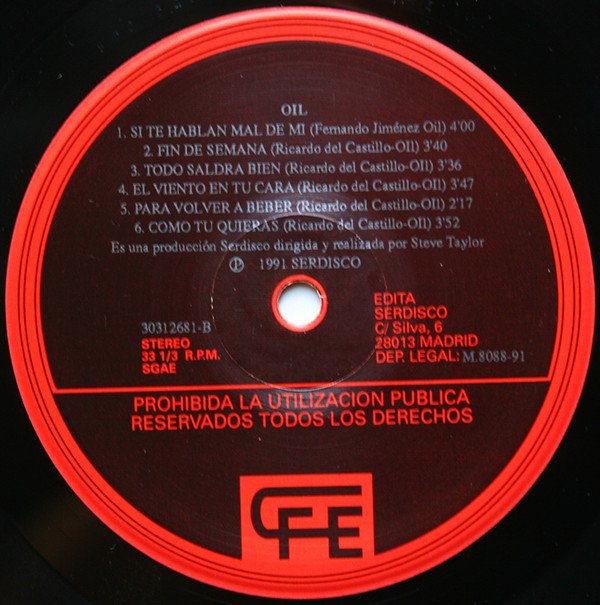 OIL
1. SI TE HABLAN MAL DE MI (Fernando Jiménez Oil) 4'00
2. FIN DE SEMANA (Ricardo del Castillo-OIl) 3'40
3. TODO SALDRA BIEN (Ricardo del Castillo-OIl) 3'36
4. EL VIENTO EN TU CARA (Ricardo del Castillo-OIl) 3'47
5. PARA VOLVER A BEBER (Ricardo del Castillo-OIl) 2'17
6. COMO TU QUIERAS (Ricardo del Castillo-OIl) 3'52
Es una producción Serdisco dirigida y realizada por Steve Taylor
℗ 1991 SERDISCO
30312681-B
STEREO
33 1/3 R.P.M.
SGAE
EDITA
SERDISCO
C/ Silva, 6
28013 MADRID
DEP. LEGAL: M.8088-91
PROHIBIDA LA UTILIZACION PUBLICA
RESERVADOS TODOS LOS DERECHOS
CFE